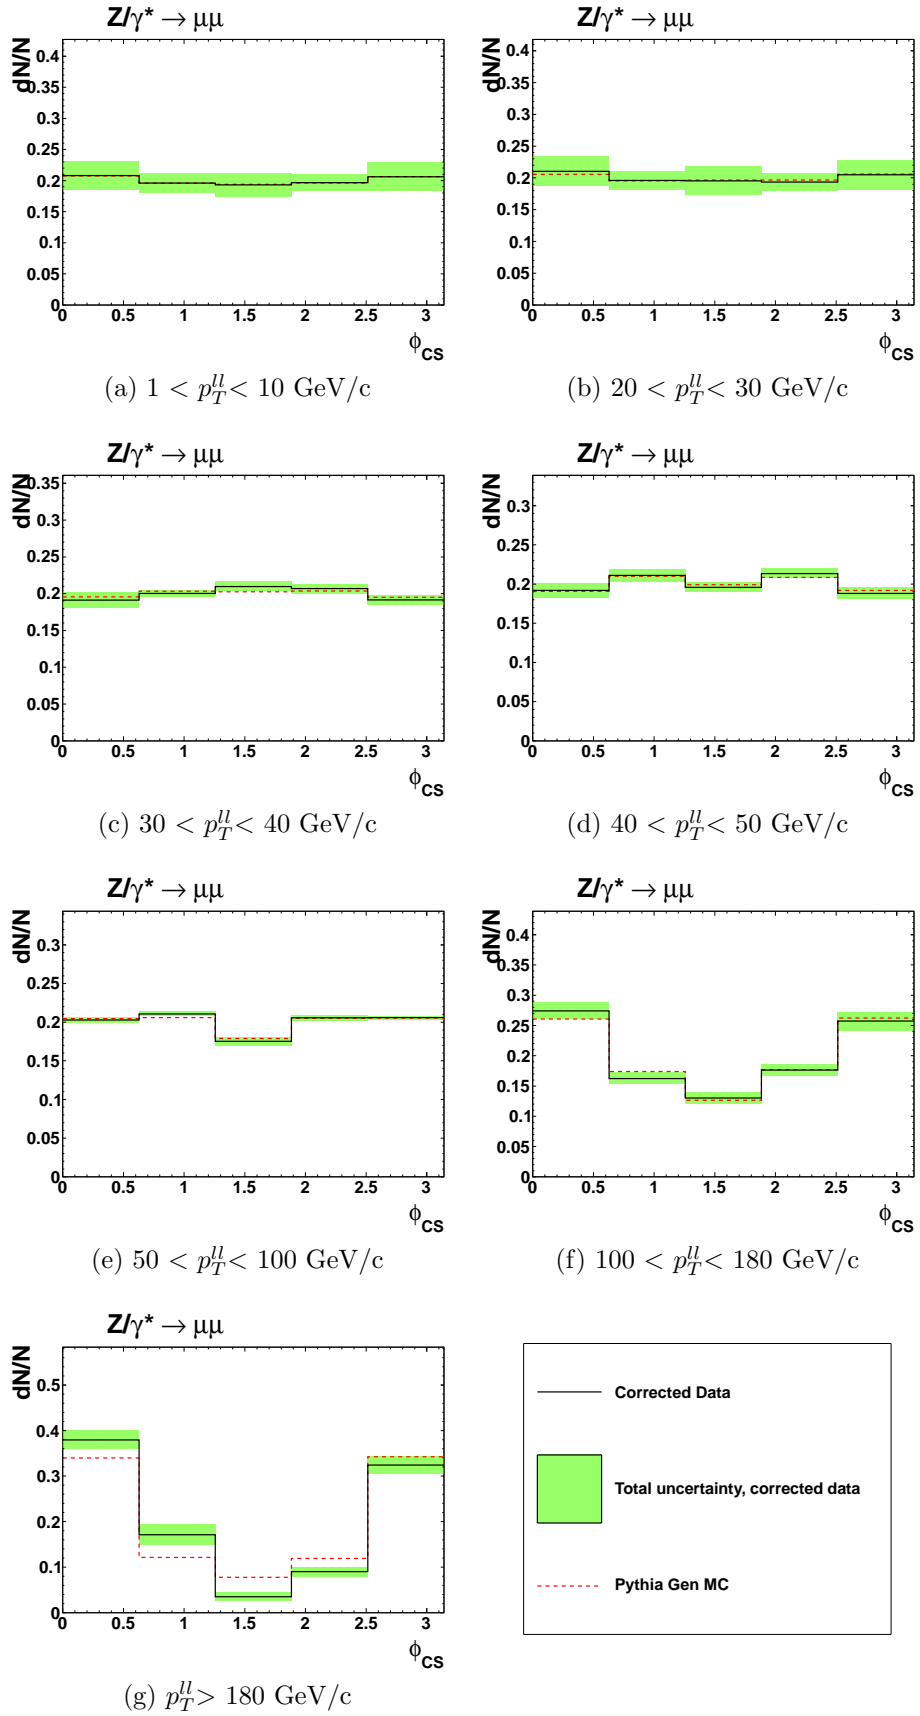 Z/γ* → μμ
Z/γ* → μμ
dN/N
0.4
0.35
0.3
0.25
0.2
0.15
0.1
0.05
0
0 0.5 1 1.5 2 2.5 3
ϕCS
dN/N
0.4
0.35
0.3
0.25
0.2
0.15
0.1
0.05
0
0 0.5 1 1.5 2 2.5 3
ϕCS
(a) 1 < p_T^{ll} < 10 GeV/c
(b) 20 < p_T^{ll} < 30 GeV/c
Z/γ* → μμ
Z/γ* → μμ
dN/N
0.35
0.3
0.25
0.2
0.15
0.1
0.05
0
0 0.5 1 1.5 2 2.5 3
ϕCS
dN/N
0.3
0.25
0.2
0.15
0.1
0.05
0
0 0.5 1 1.5 2 2.5 3
ϕCS
(c) 30 < p_T^{ll} < 40 GeV/c
(d) 40 < p_T^{ll} < 50 GeV/c
Z/γ* → μμ
Z/γ* → μμ
dN/N
0.3
0.25
0.2
0.15
0.1
0.05
0
0 0.5 1 1.5 2 2.5 3
ϕCS
dN/N
0.4
0.35
0.3
0.25
0.2
0.15
0.1
0.05
0
0 0.5 1 1.5 2 2.5 3
ϕCS
(e) 50 < p_T^{ll} < 100 GeV/c
(f) 100 < p_T^{ll} < 180 GeV/c
Z/γ* → μμ
dN/N
0.5
0.4
0.3
0.2
0.1
0
0 0.5 1 1.5 2 2.5 3
ϕCS
Corrected Data
Total uncertainty, corrected data
Pythia Gen MC
(g) p_T^{ll} > 180 GeV/c